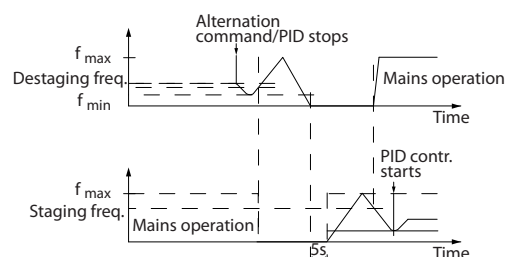 Alternation
command/PID stops
f max
Destaging freq.
f min
Mains operation
Time
PID contr.
starts
f max
Staging freq.
Mains operation
5s
Time